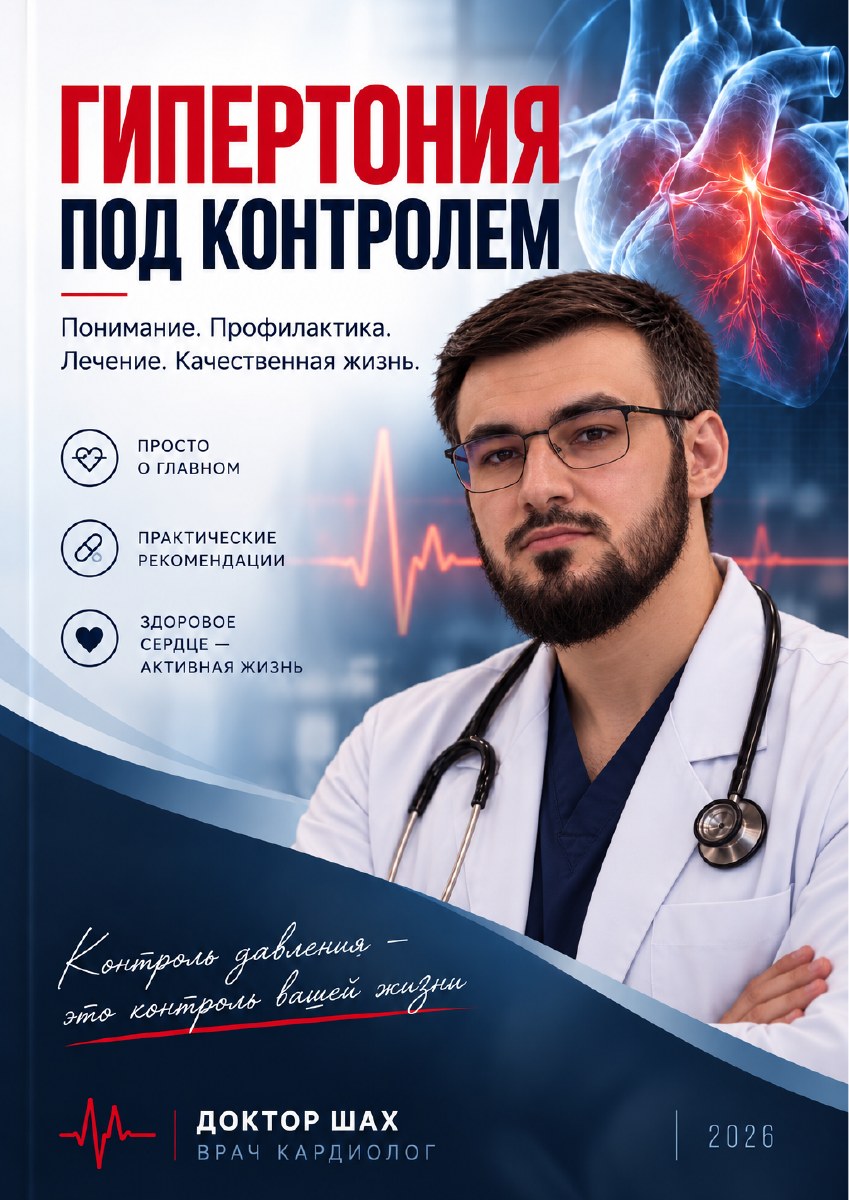 ГИПЕРТОНИЯ
ПОД КОНТРОЛЕМ
Понимание. Профилактика.
Лечение. Качественная жизнь.
ПРОСТО
О ГЛАВНОМ
ПРАКТИЧЕСКИЕ
РЕКОМЕНДАЦИИ
ЗДОРОВОЕ
СЕРДЦЕ —
АКТИВНАЯ ЖИЗНЬ
Контроль давления, —
это контроль вашей жизни
ДОКТОР ШАХ
ВРАЧ КАРДИОЛОГ
2026